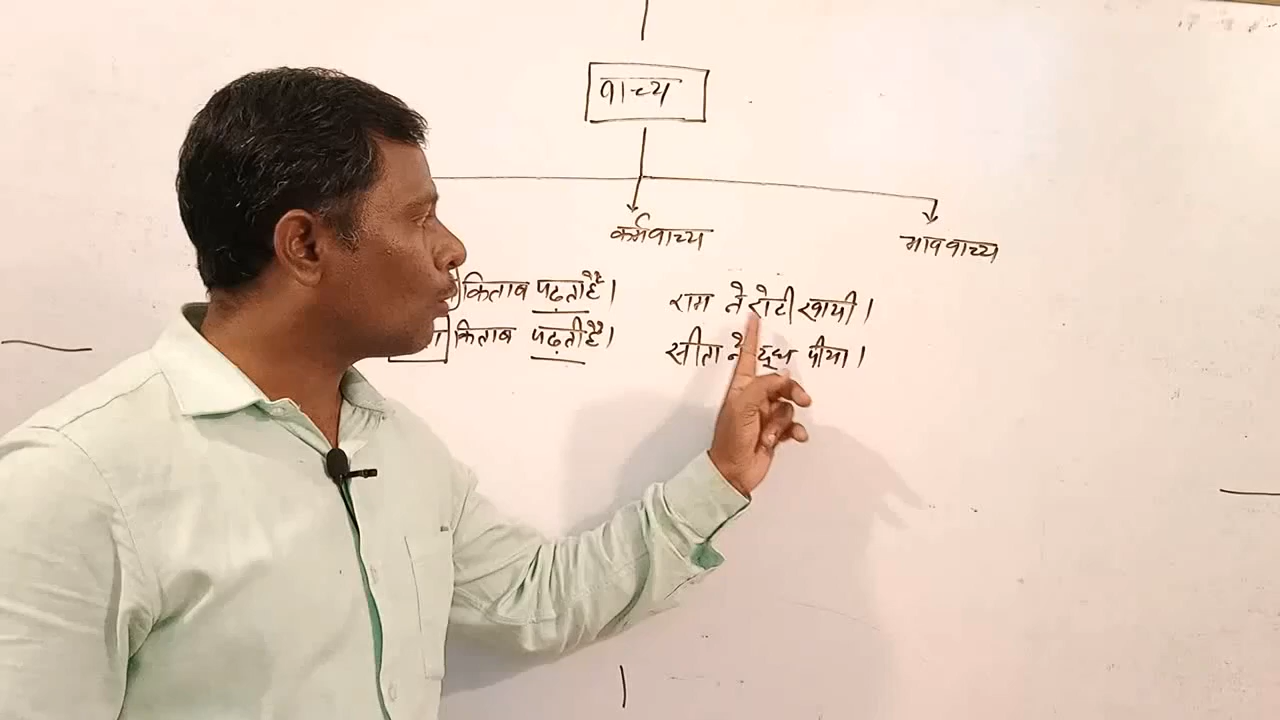 वाच्य
कर्मवाच्य
भाववाच्य
किताब पढ़ता है।
किताब पढ़ती है।
राम ने रोटी खायी।
सीता ने दूध पीया।